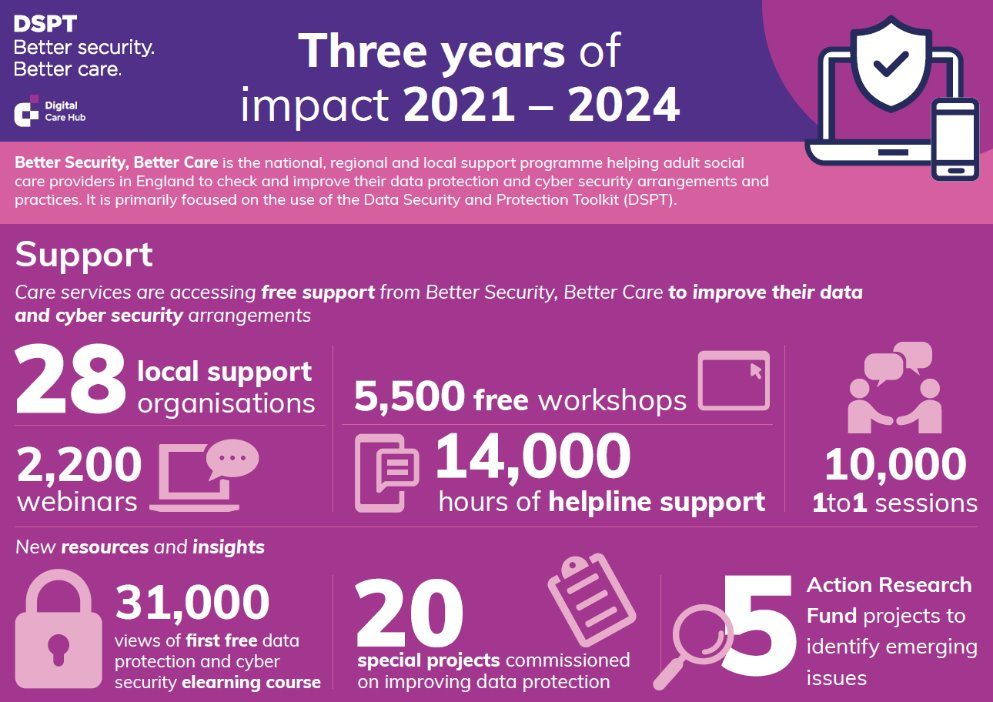 DSPT
Better security.
Better care.
Digital
Care Hub
Three years of
impact 2021 – 2024
Better Security, Better Care is the national, regional and local support programme helping adult social
care providers in England to check and improve their data protection and cyber security arrangements and
practices. It is primarily focused on the use of the Data Security and Protection Toolkit (DSPT).
Support
Care services are accessing free support from Better Security, Better Care to improve their data
and cyber security arrangements
28 local support
organisations
5,500 free workshops
2,200
webinars
14,000
hours of helpline support
10,000
1to1 sessions
New resources and insights
31,000
views of first free data
protection and cyber
security elearning course
20
special projects commissioned
on improving data protection
5
Action Research
Fund projects to
identify emerging
issues